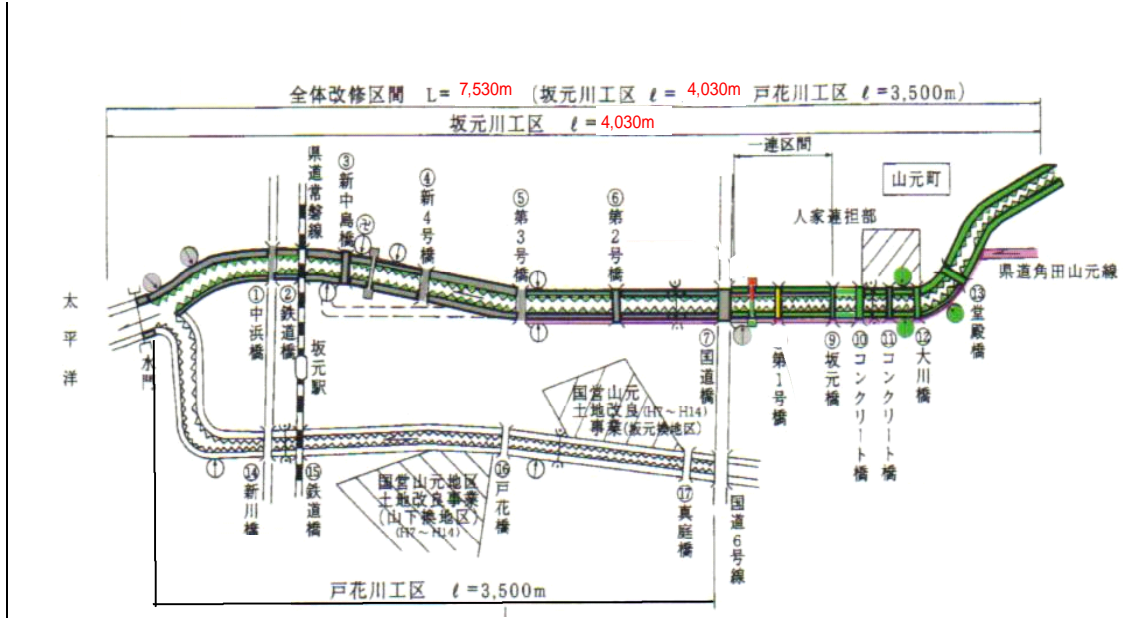 全体改修区間 L= 7,530m (坂元川工区 ℓ= 4,030m 戸花川工区 ℓ=3,500m)
坂元川工区 ℓ= 4,030m
一連区間
山元町
人家連担部
県道角田山元線
県道常磐線
③新中島橋
卍
④新4号橋
⑤第3号橋
⑥第2号橋
太平洋
水門
①中浜橋
②鉄道橋
坂元駅
⑦国道橋
第1号橋
⑨坂元橋
⑩コンクリート橋
⑪コンクリート橋
⑫大川橋
⑬堂殿橋
国営山元
土地改良(H7~H14)
事業(坂元換地区)
国営山元地区
土地改良事業
(山下換地区)
(H7~H14)
⑭新川橋
⑮鉄道橋
⑯戸花橋
⑰真庭橋
国道6号線
戸花川工区 ℓ=3,500m